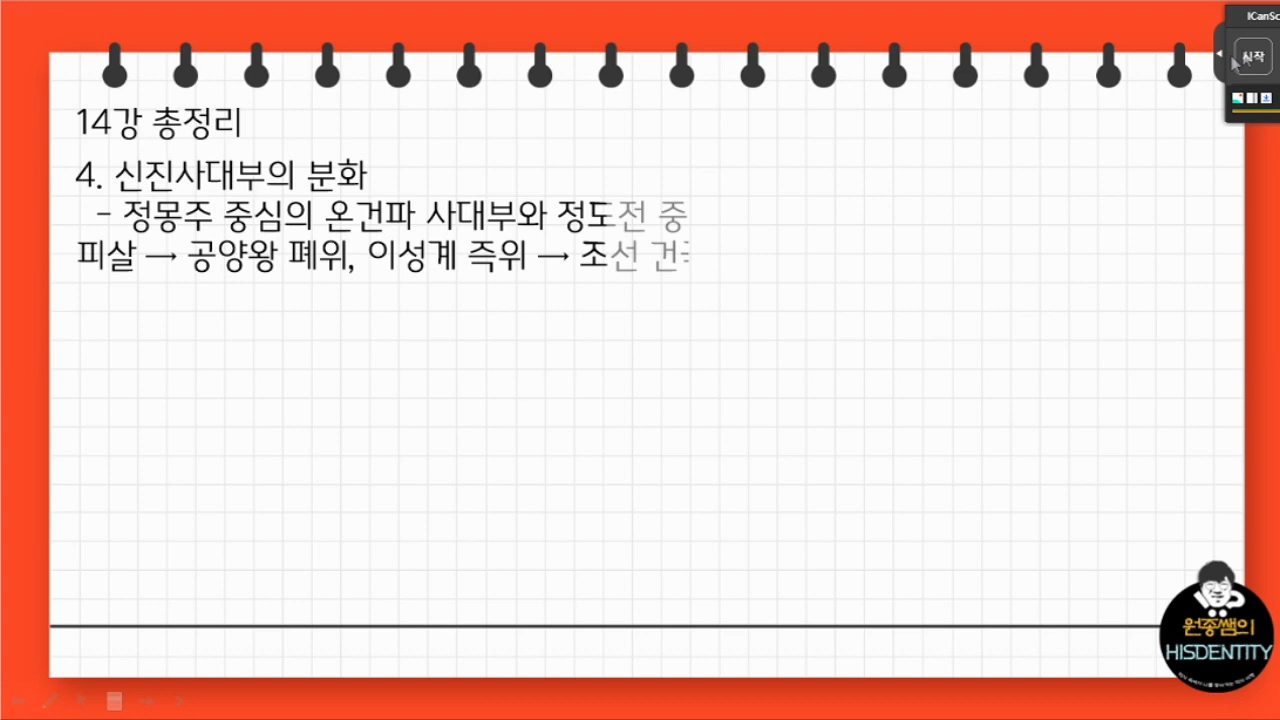 14강 총정리
4. 신진사대부의 분화
- 정몽주 중심의 온건파 사대부와 정도전 중
피살 → 공양왕 폐위, 이성계 즉위 → 조선
시작
원종쌤의
HISDENTITY